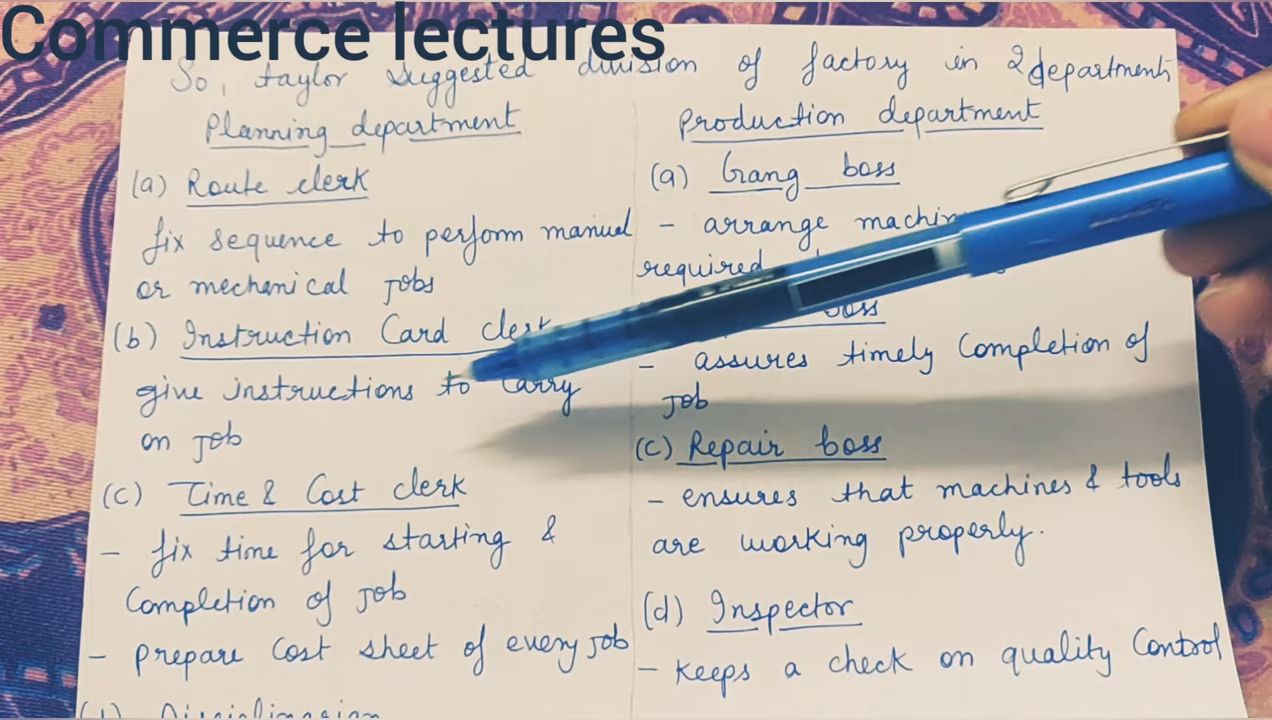 Commerce lectures
So, taylor suggested division of factory in 2 departments
Planning department
(a) Route clerk
fix sequence to perform manual
or mechanical jobs
(b) Instruction Card clerk
give instructions to carry
on job
(c) Time & Cost clerk
- fix time for starting &
Completion of job
- prepare cost sheet of every job
Production department
(a) Gang boss
- arrange machin
required
boss
- assures timely completion of
job
(c) Repair boss
- ensures that machines & tools
are working properly.
(d) Inspector
- keeps a check on quality Control